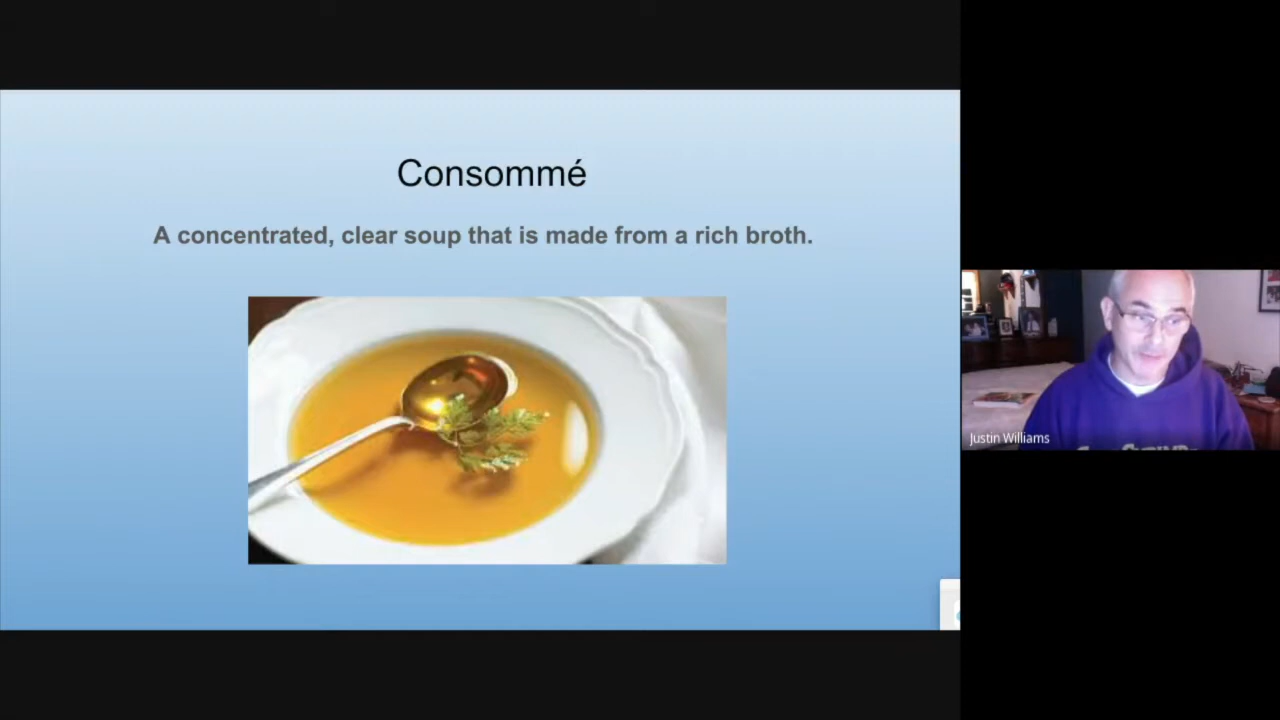 Consommé
A concentrated, clear soup that is made from a rich broth.
Justin Williams